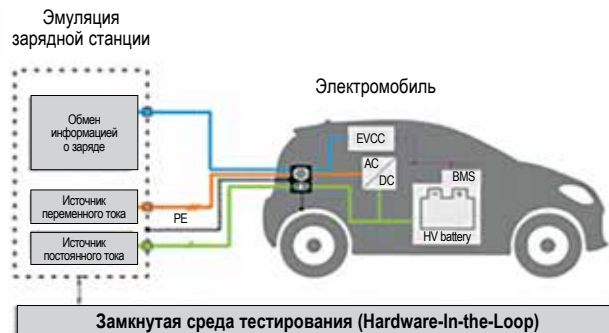 Эмуляция
зарядной станции
Электромобиль
Обмен
информацией
о заряде
EVCC
AC
DC
BMS
HV battery
Источник
переменного тока
PE
Источник
постоянного тока
Замкнутая среда тестирования (Hardware-In-the-Loop)